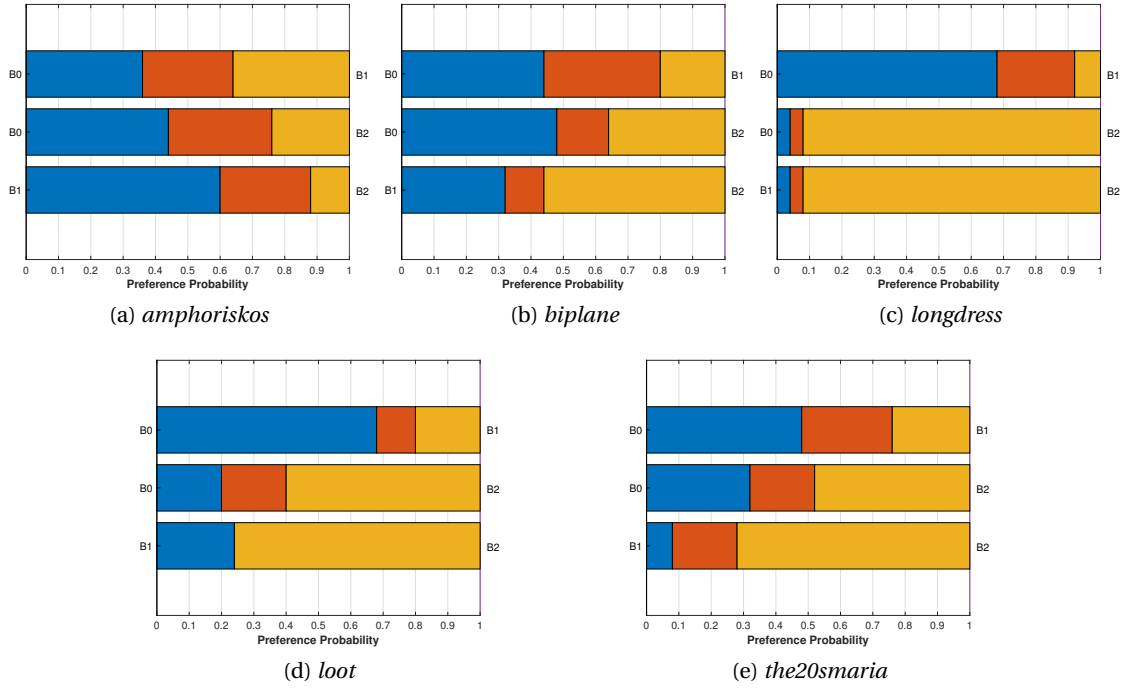 B0 B1
B0 B2
B1 B2
0 0.1 0.2 0.3 0.4 0.5 0.6 0.7 0.8 0.9 1
Preference Probability
(a) amphoriskos
B0 B1
B0 B2
B1 B2
0 0.1 0.2 0.3 0.4 0.5 0.6 0.7 0.8 0.9 1
Preference Probability
(b) biplane
B0 B1
B0 B2
B1 B2
0 0.1 0.2 0.3 0.4 0.5 0.6 0.7 0.8 0.9 1
Preference Probability
(c) longdress
B0 B1
B0 B2
B1 B2
0 0.1 0.2 0.3 0.4 0.5 0.6 0.7 0.8 0.9 1
Preference Probability
(d) loot
B0 B1
B0 B2
B1 B2
0 0.1 0.2 0.3 0.4 0.5 0.6 0.7 0.8 0.9 1
Preference Probability
(e) the20smaria